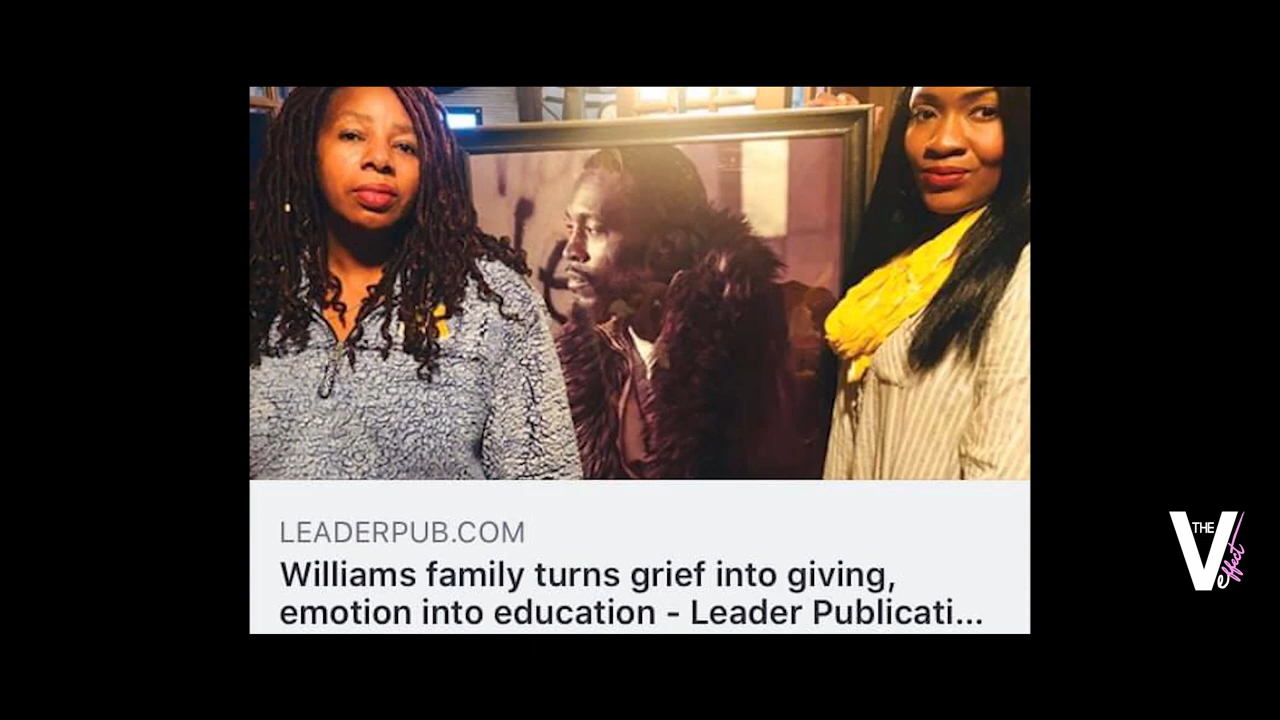 LEADERPUB.COM
Williams family turns grief into giving,
emotion into education - Leader Publicati...
THE
V
effect